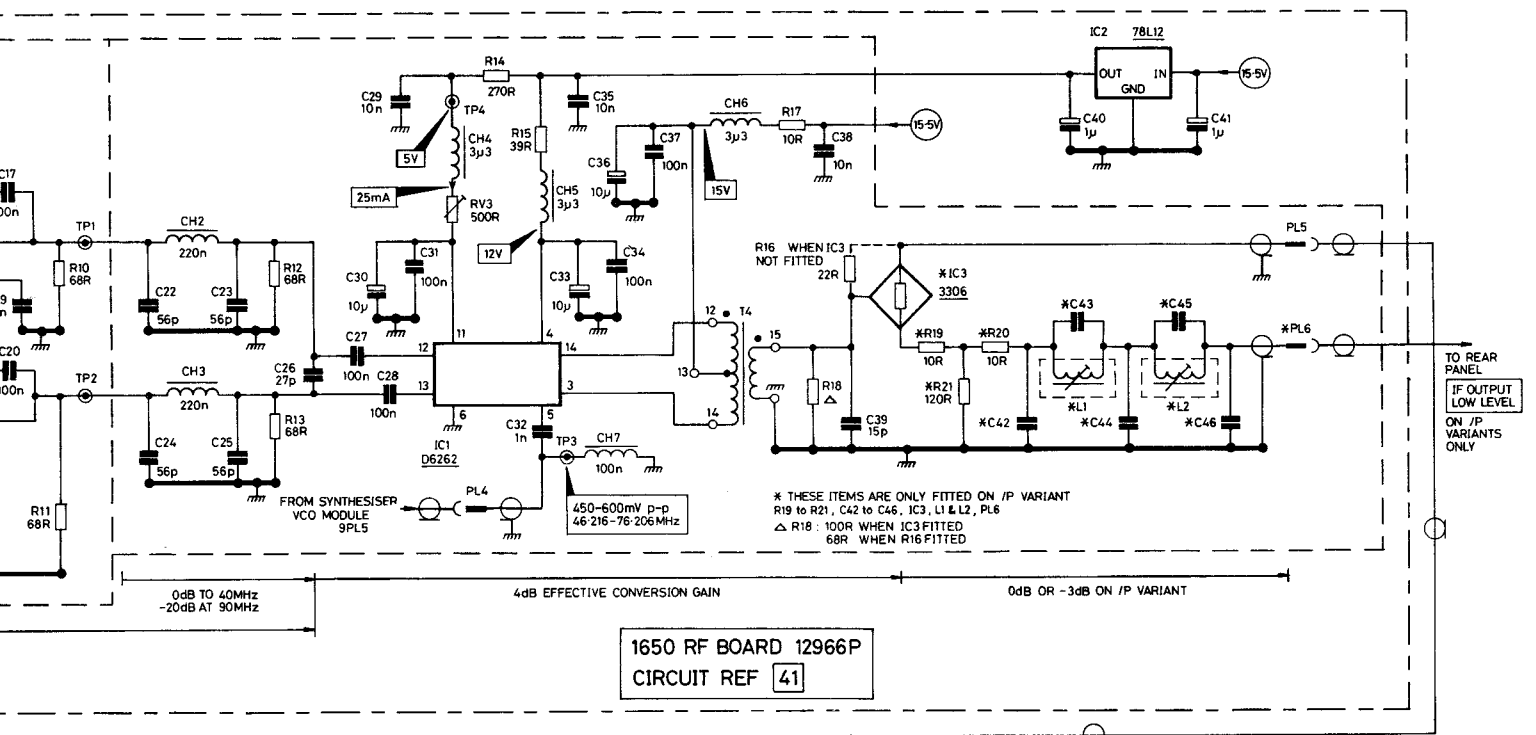 IC2 78L12
OUT IN
GND
15·5V
C40
1µ
C41
1µ
R14
270R
C29
10n
TP4
C35
10n
CH4
3µ3
R15
39R
5V
25mA
RV3
500R
CH5
3µ3
12V
C36
10µ
C37
100n
CH6
3µ3
R17
10R
C38
10n
15·5V
15V
C30
10µ
C31
100n
C33
10µ
C34
100n
C17
TP1
CH2
220n
R10
68R
R12
68R
C22
56p
C23
56p
C20
TP2
CH3
220n
C26
27p
C27
100n
C28
100n
R13
68R
C24
56p
C25
56p
R11
68R
11
4
12
14
13
3
6
5
IC1
D6262
C32
1n
TP3
CH7
100n
450-600mV p-p
46·216-76·206MHz
FROM SYNTHESISER
VCO MODULE
9PL5
PL4
12
T4
15
13
14
R16 WHEN IC3
NOT FITTED
22R
*IC3
3306
R18
△
C39
15p
*R19
10R
*R20
10R
*R21
120R
*C42
*C43
*L1
*C44
*C45
*L2
*C46
PL5
*PL6
TO REAR
PANEL
IF OUTPUT
LOW LEVEL
ON /P
VARIANTS
ONLY
* THESE ITEMS ARE ONLY FITTED ON /P VARIANT
R19 to R21, C42 to C46, IC3, L1 & L2, PL6
△ R18 : 100R WHEN IC3 FITTED
68R WHEN R16 FITTED
0dB TO 40MHz
-20dB AT 90MHz
4dB EFFECTIVE CONVERSION GAIN
0dB OR -3dB ON /P VARIANT
1650 RF BOARD 12966P
CIRCUIT REF 41